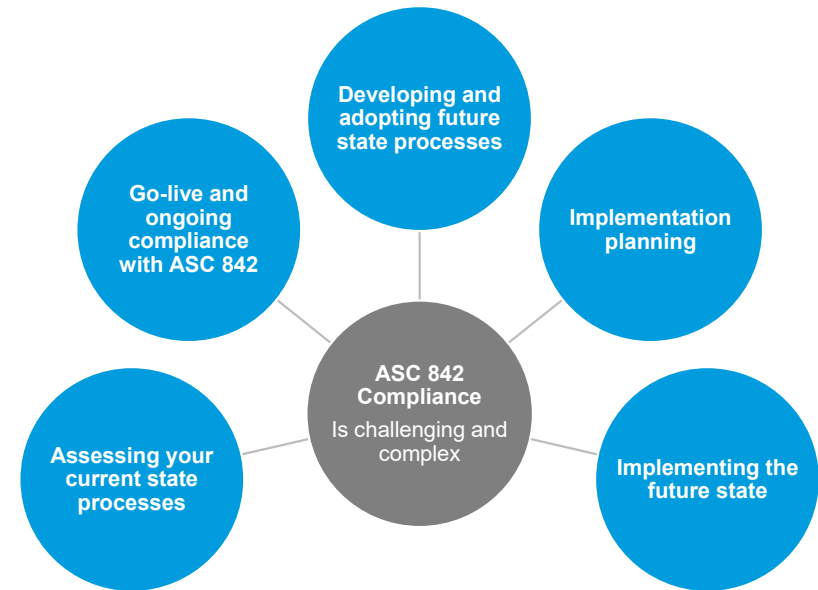 Developing and
adopting future
state processes
Go-live and
ongoing
compliance
with ASC 842
Implementation
planning
ASC 842
Compliance
Is challenging and
complex
Assessing your
current state
processes
Implementing the
future state